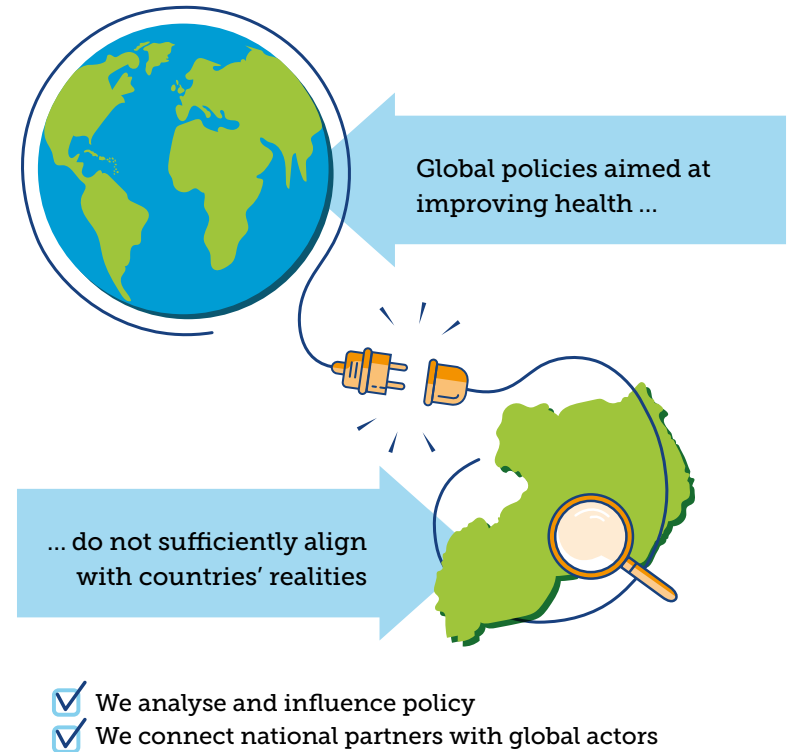 Global policies aimed at
improving health ...
... do not sufficiently align
with countries’ realities
We analyse and influence policy
We connect national partners with global actors